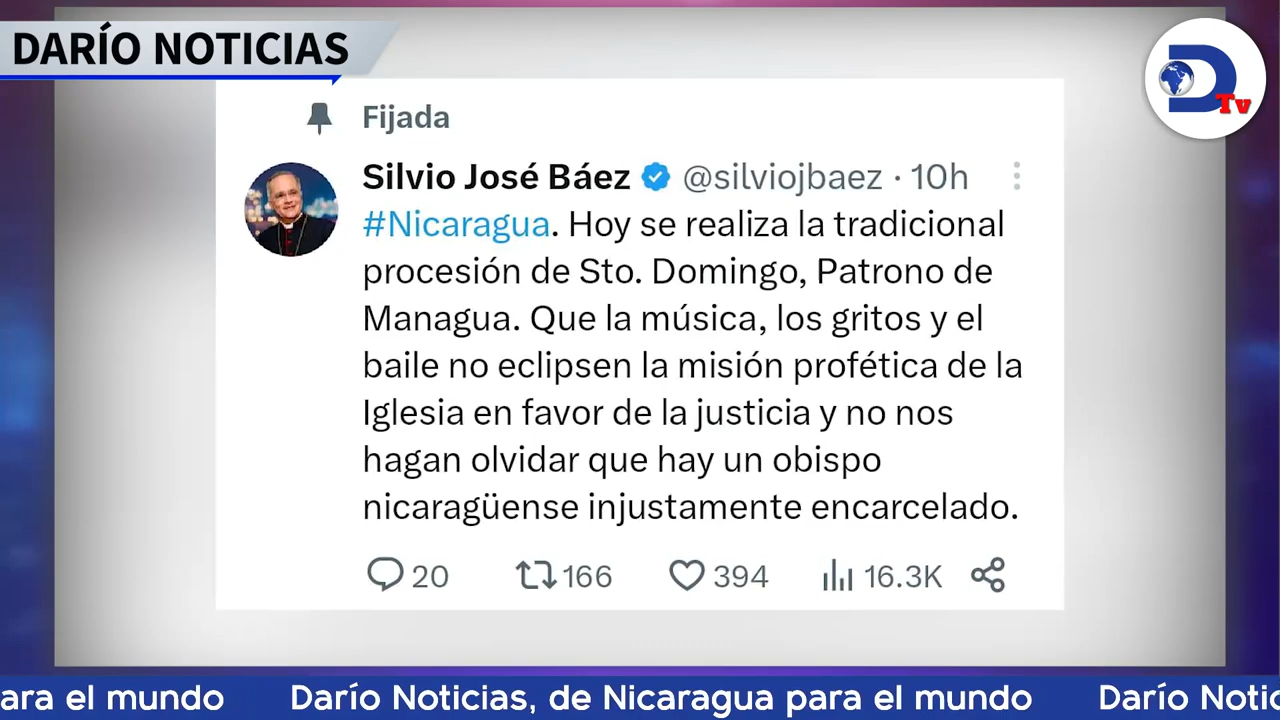 DARÍO NOTICIAS
D
Tv
Fijada
Silvio José Báez @silviojbaez · 10h
#Nicaragua. Hoy se realiza la tradicional
procesión de Sto. Domingo, Patrono de
Managua. Que la música, los gritos y el
baile no eclipsen la misión profética de la
Iglesia en favor de la justicia y no nos
hagan olvidar que hay un obispo
nicaragüense injustamente encarcelado.
20 166 394 16.3K
ara el mundo Darío Noticias, de Nicaragua para el mundo Darío Notic